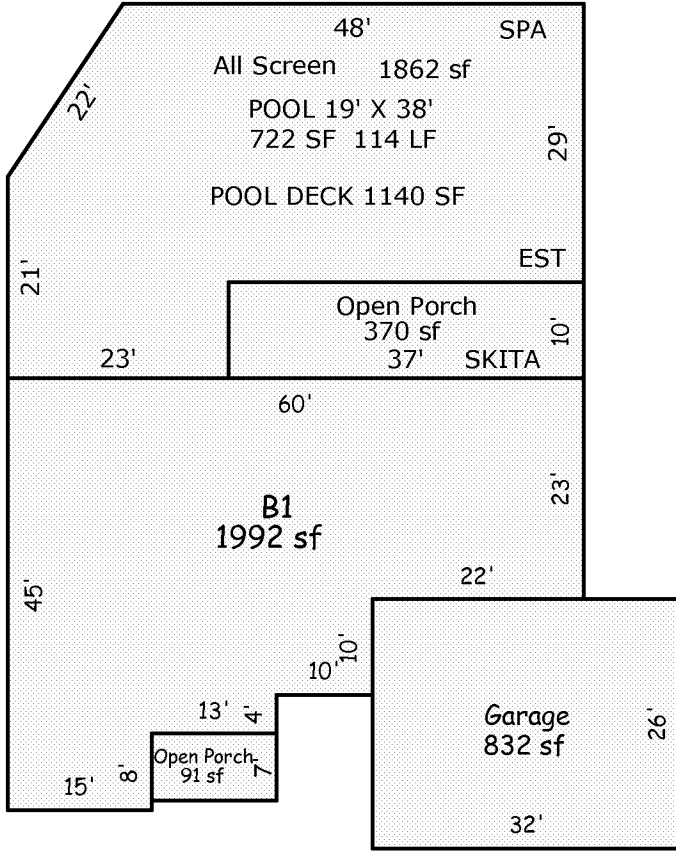 48' SPA
All Screen 1862 sf
22'
POOL 19' X 38'
722 SF 114 LF
29'
POOL DECK 1140 SF
EST
21'
Open Porch
370 sf
10'
23' 37' SKITA
60'
23'
B1
1992 sf
22'
45'
10'
10'
13' 4'
Garage
832 sf
26'
Open Porch
91 sf
7'
8'
15'
32'